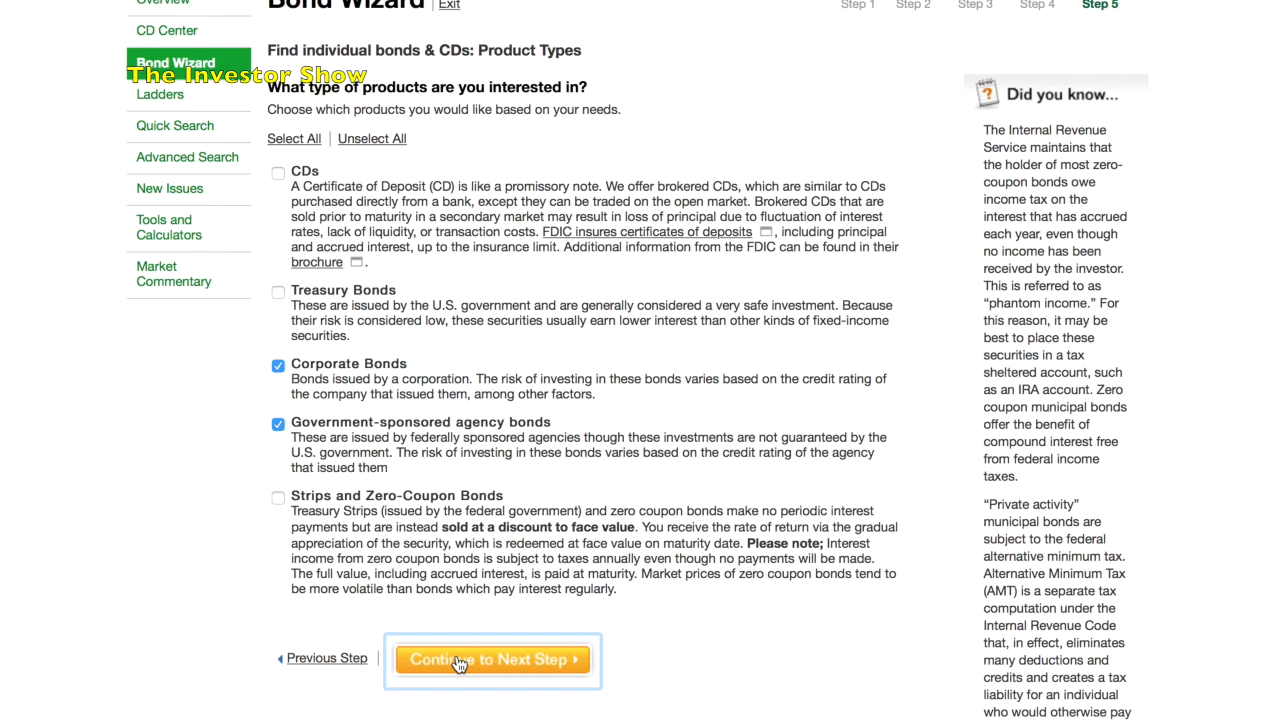 Overview
Bond Wizard | Exit
Step 1 Step 2 Step 3 Step 4 Step 5
CD Center
Bond Wizard
The Investor Show
Ladders
Quick Search
Advanced Search
New Issues
Tools and
Calculators
Market
Commentary
Find individual bonds & CDs: Product Types
What type of products are you interested in?
Choose which products you would like based on your needs.
Select All | Unselect All
CDs
A Certificate of Deposit (CD) is like a promissory note. We offer brokered CDs, which are similar to CDs
purchased directly from a bank, except they can be traded on the open market. Brokered CDs that are
sold prior to maturity in a secondary market may result in loss of principal due to fluctuation of interest
rates, lack of liquidity, or transaction costs. FDIC insures certificates of deposits , including principal
and accrued interest, up to the insurance limit. Additional information from the FDIC can be found in their
brochure .
Treasury Bonds
These are issued by the U.S. government and are generally considered a very safe investment. Because
their risk is considered low, these securities usually earn lower interest than other kinds of fixed-income
securities.
Corporate Bonds
Bonds issued by a corporation. The risk of investing in these bonds varies based on the credit rating of
the company that issued them, among other factors.
Government-sponsored agency bonds
These are issued by federally sponsored agencies though these investments are not guaranteed by the
U.S. government. The risk of investing in these bonds varies based on the credit rating of the agency
that issued them
Strips and Zero-Coupon Bonds
Treasury Strips (issued by the federal government) and zero coupon bonds make no periodic interest
payments but are instead sold at a discount to face value. You receive the rate of return via the gradual
appreciation of the security, which is redeemed at face value on maturity date. Please note; Interest
income from zero coupon bonds is subject to taxes annually even though no payments will be made.
The full value, including accrued interest, is paid at maturity. Market prices of zero coupon bonds tend to
be more volatile than bonds which pay interest regularly.
Previous Step | Continue to Next Step
Did you know...
The Internal Revenue
Service maintains that
the holder of most zero-
coupon bonds owe
income tax on the
interest that has accrued
each year, even though
no income has been
received by the investor.
This is referred to as
“phantom income.” For
this reason, it may be
best to place these
securities in a tax
sheltered account, such
as an IRA account. Zero
coupon municipal bonds
offer the benefit of
compound interest free
from federal income
taxes.
“Private activity”
municipal bonds are
subject to the federal
alternative minimum tax.
Alternative Minimum Tax
(AMT) is a separate tax
computation under the
Internal Revenue Code
that, in effect, eliminates
many deductions and
credits and creates a tax
liability for an individual
who would otherwise pay